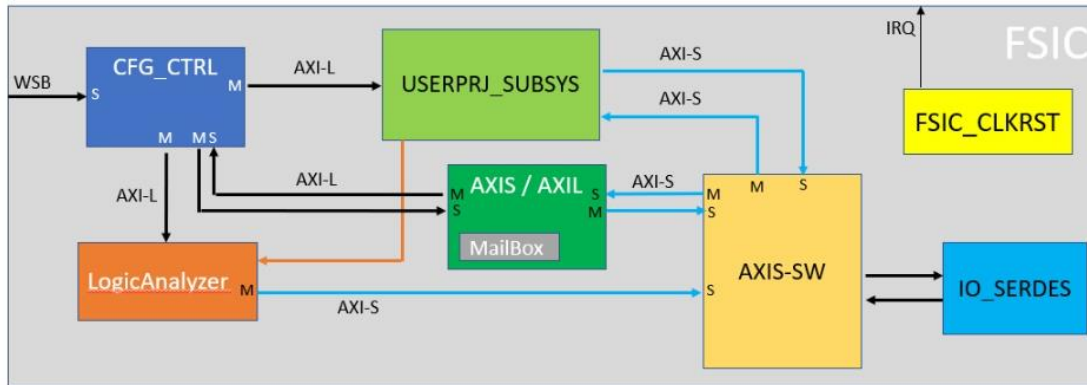 IRQ
FSIC
CFG_CTRL
WSB
S
M
AXI-L
USERPRJ_SUBSYS
AXI-S
AXI-S
FSIC_CLKRST
M
M
S
AXI-L
AXI-L
AXIS / AXIL
M
S
S
M
MailBox
AXI-S
M
S
M
S
AXIS-SW
S
LogicAnalyzer
M
AXI-S
IO_SERDES